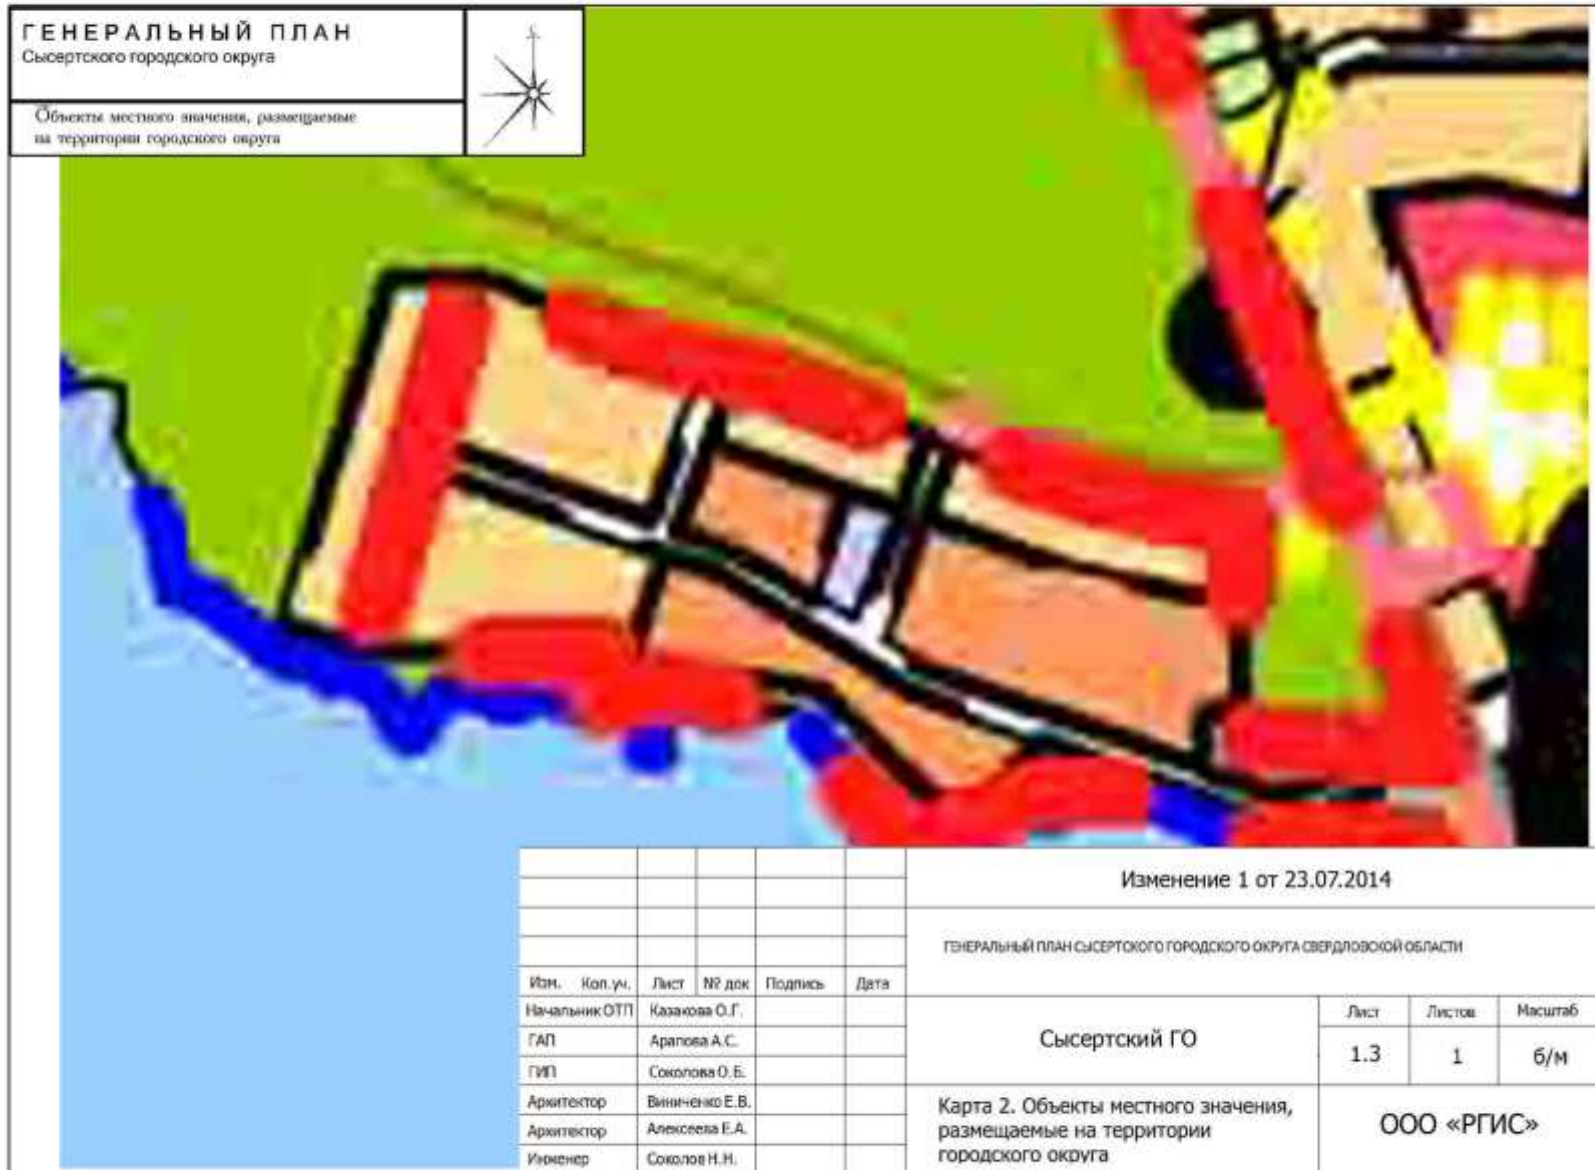 ГЕНЕРАЛЬНЫЙ ПЛАН
Сысертского городского округа
Объекты местного значения, размещаемые
на территории городского округа
Изменение 1 от 23.07.2014
ГЕНЕРАЛЬНЫЙ ПЛАН СЫСЕРТСКОГО ГОРОДСКОГО ОКРУГА СВЕРДЛОВСКОЙ ОБЛАСТИ
Изм. Кол.уч. Лист № док Подпись Дата
Начальник ОТП Казакова О.Г.
ГАП Арапова А.С.
ГИП Соколова О.Б.
Архитектор Виниченко Е.В.
Архитектор Алексеева Е.А.
Инженер Соколов Н.Н.
Сысертский ГО
Лист Листов Масштаб
1.3 1 б/м
Карта 2. Объекты местного значения,
размещаемые на территории
городского округа
ООО «РГИС»